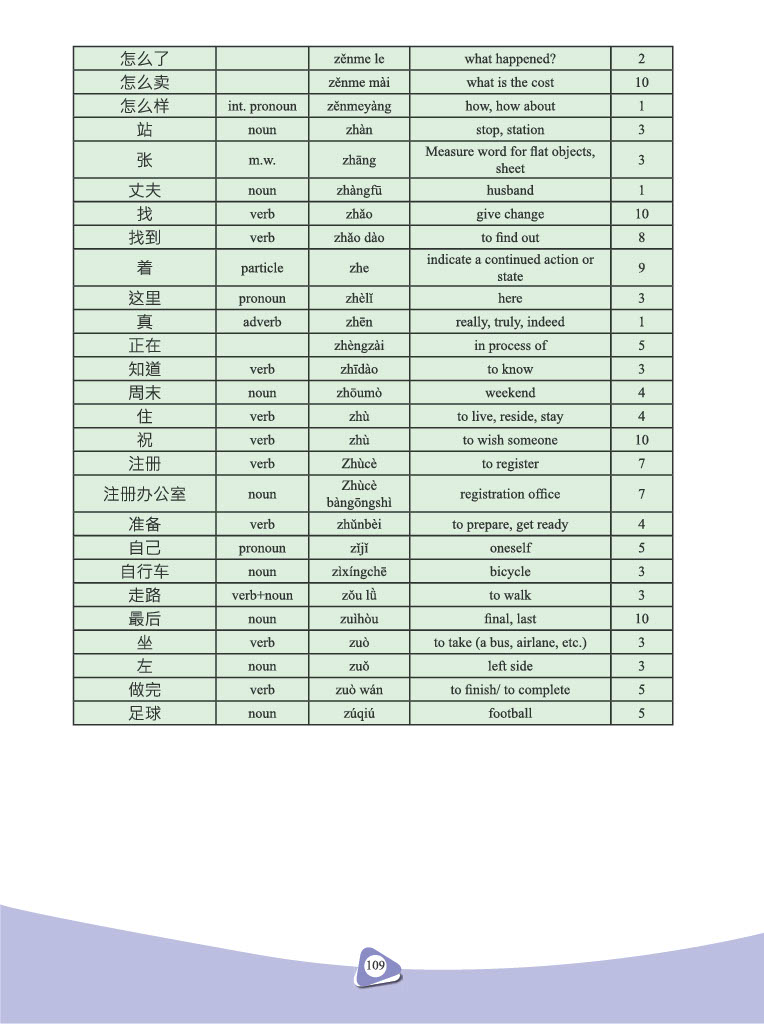 怎么了 zěnme le what happened? 2
怎么卖 zěnme mài what is the cost 10
怎么样 int. pronoun zěnmeyàng how, how about 1
站 noun zhàn stop, station 3
张 m.w. zhāng Measure word for flat objects, sheet 3
丈夫 noun zhàngfū husband 1
找 verb zhǎo give change 10
找到 verb zhǎo dào to find out 8
着 particle zhe indicate a continued action or state 9
这里 pronoun zhèlǐ here 3
真 adverb zhēn really, truly, indeed 1
正在 zhèngzài in process of 5
知道 verb zhīdào to know 3
周末 noun zhōumò weekend 4
住 verb zhù to live, reside, stay 4
祝 verb zhù to wish someone 10
注册 verb Zhùcè to register 7
注册办公室 noun Zhùcè bàngōngshì registration office 7
准备 verb zhǔnbèi to prepare, get ready 4
自己 pronoun zǐjǐ oneself 5
自行车 noun zìxíngchē bicycle 3
走路 verb+noun zǒu lǜ to walk 3
最后 noun zuìhòu final, last 10
坐 verb zuò to take (a bus, airlane, etc.) 3
左 noun zuǒ left side 3
做完 verb zuò wán to finish/ to complete 5
足球 noun zúqiú football 5
109